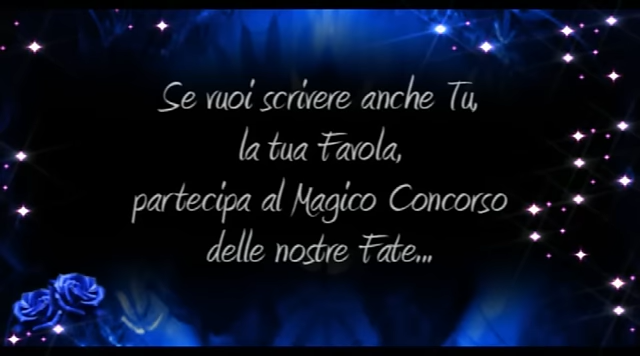 Se vuoi scrivere anche Tu,
la tua Favola,
partecipa al Magico Concorso
delle nostre Fate...